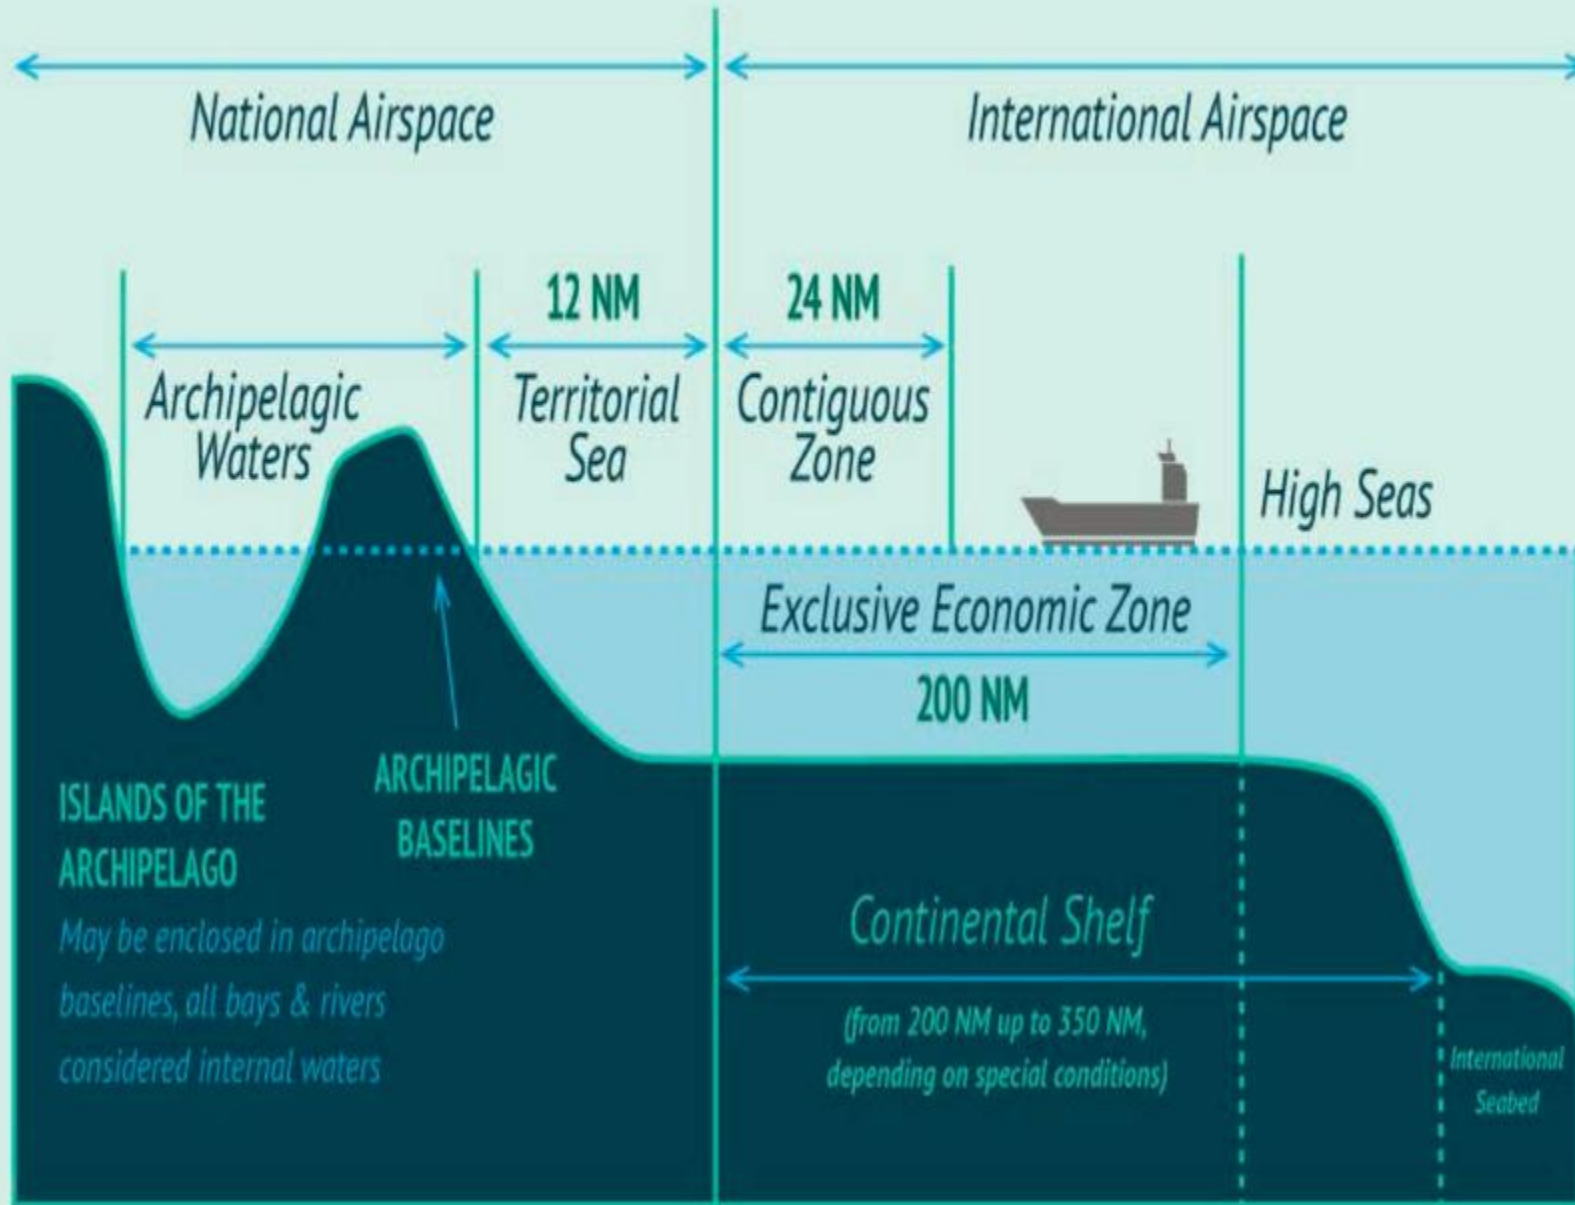 National Airspace
International Airspace
12 NM
24 NM
Archipelagic
Waters
Territorial
Sea
Contiguous
Zone
High Seas
Exclusive Economic Zone
200 NM
ARCHIPELAGIC
BASELINES
ISLANDS OF THE
ARCHIPELAGO
May be enclosed in archipelago
baselines, all bays & rivers
considered internal waters
Continental Shelf
(from 200 NM up to 350 NM,
depending on special conditions)
International
Seabed